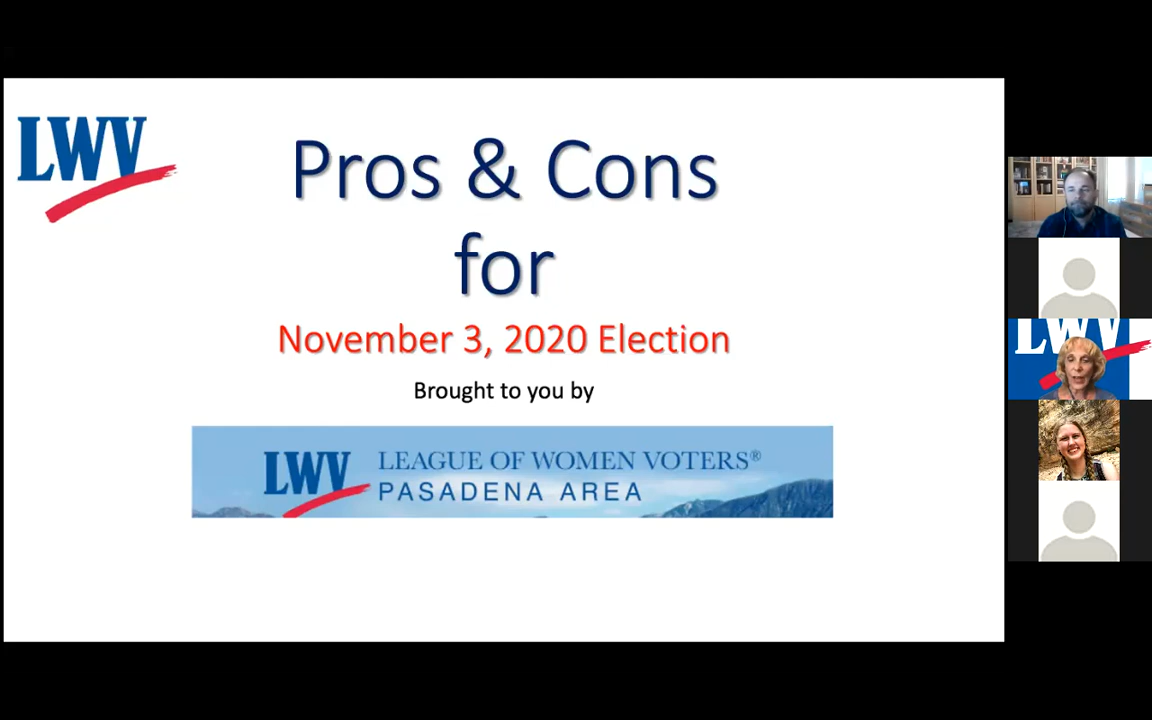 LWV
Pros & Cons
for
November 3, 2020 Election
Brought to you by
LWV
LEAGUE OF WOMEN VOTERS®
PASADENA AREA
LWV